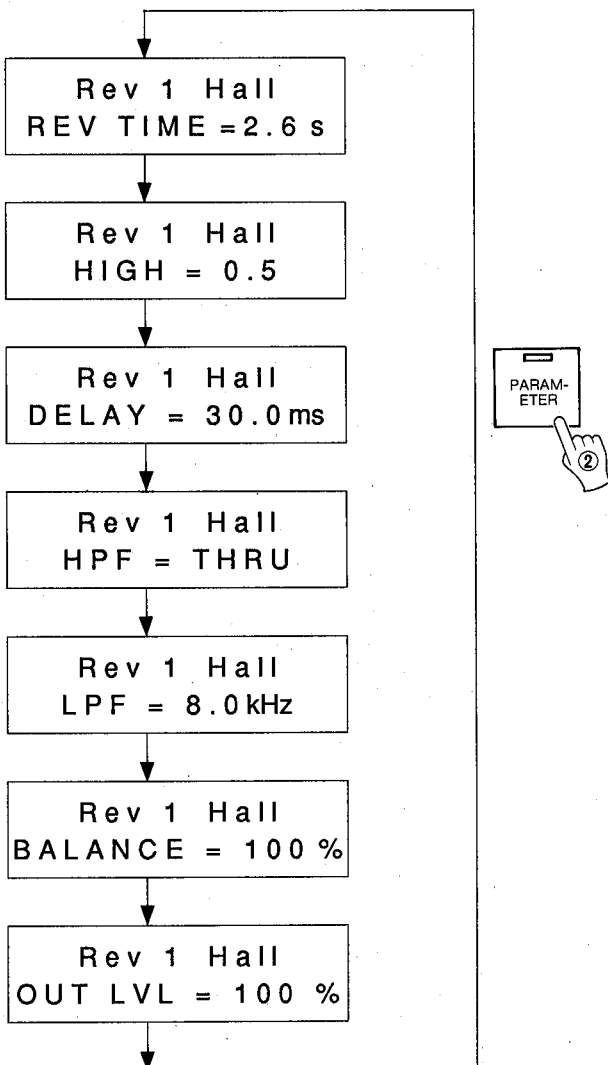 Rev 1 Hall
REV TIME =2.6 s
Rev 1 Hall
HIGH = 0.5
Rev 1 Hall
DELAY = 30.0 ms
Rev 1 Hall
HPF = THRU
Rev 1 Hall
LPF = 8.0 kHz
Rev 1 Hall
BALANCE = 100 %
Rev 1 Hall
OUT LVL = 100 %
PARAM-
ETER
②